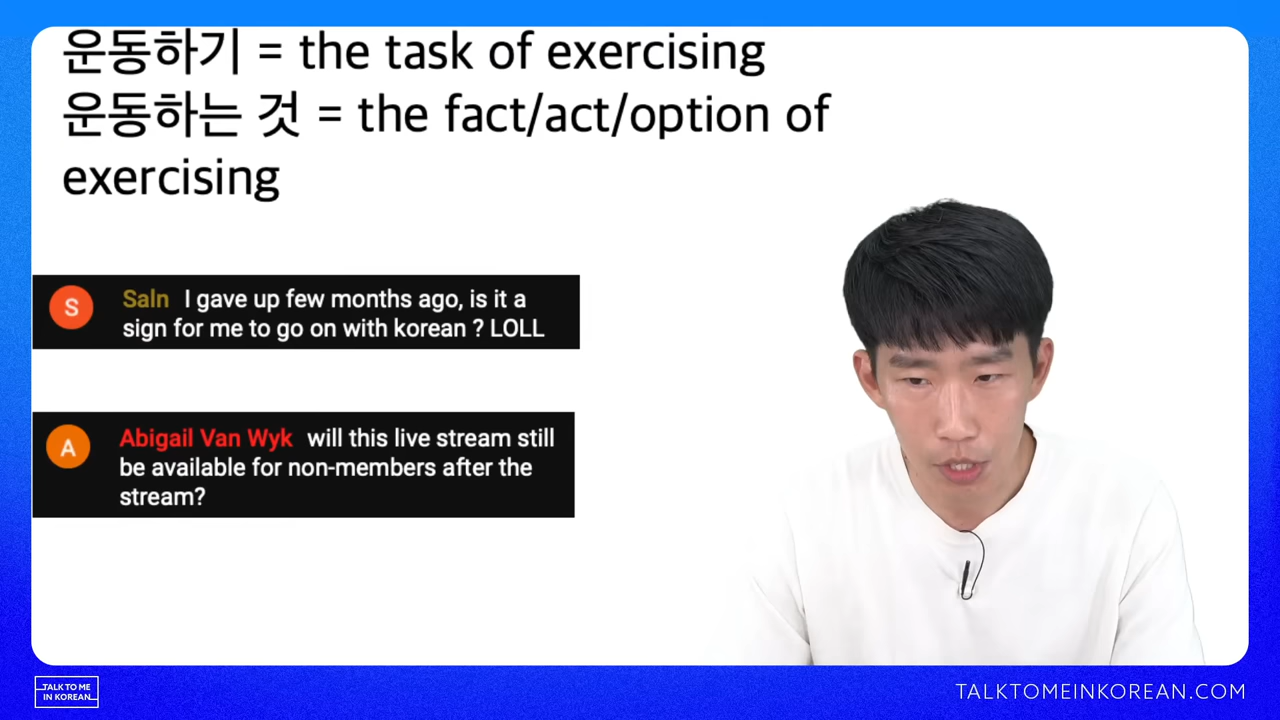 운동하기 = the task of exercising
운동하는 것 = the fact/act/option of
exercising
S
Saln I gave up few months ago, is it a
sign for me to go on with korean ? LOLL
A
Abigail Van Wyk will this live stream still
be available for non-members after the
stream?
TALK TO ME
IN KOREAN
TALKTOMEINKOREAN.COM